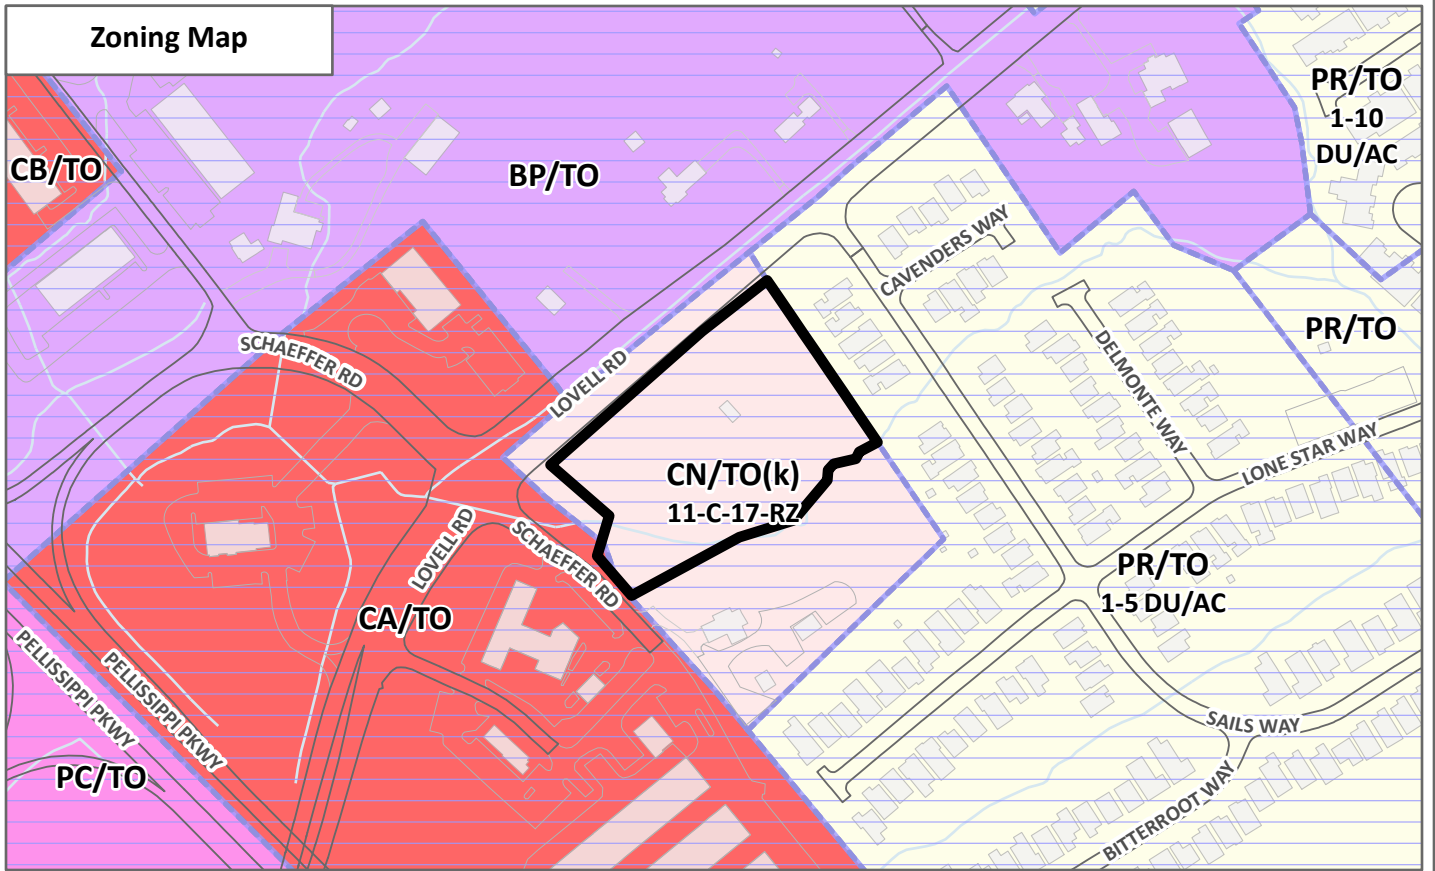 Zoning Map
PR/TO
1-10
DU/AC
CB/TO
BP/TO
CAVENDERS WAY
PR/TO
SCHAEFFER RD
LOVELL RD
DELMONTE WAY
LONE STAR WAY
CN/TO(k)
11-C-17-RZ
LOVELL RD
SCHAEFFER RD
PR/TO
1-5 DU/AC
CA/TO
PELLISSIPPI PKWY
PELLISSIPPI PKWY
SAILS WAY
PC/TO
BITTERROOT WAY